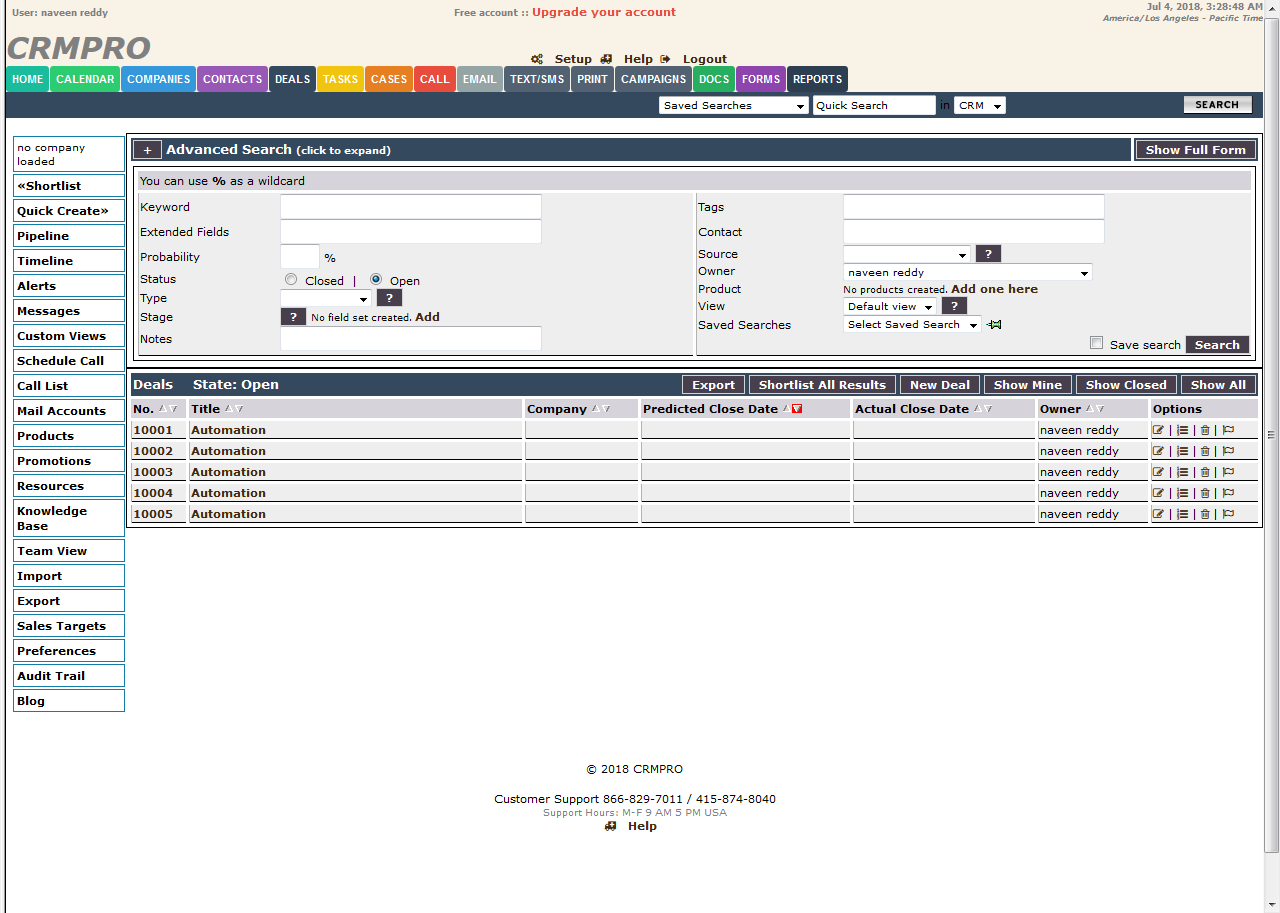 User: naveen reddy
Free account :: Upgrade your account
Jul 4, 2018, 3:28:48 AM
America/Los Angeles - Pacific Time
CRMPRO
Setup Help Logout
HOME CALENDAR COMPANIES CONTACTS DEALS TASKS CASES CALL EMAIL TEXT/SMS PRINT CAMPAIGNS DOCS FORMS REPORTS
Saved Searches Quick Search in CRM SEARCH
no company
loaded
«Shortlist
Quick Create»
Pipeline
Timeline
Alerts
Messages
Custom Views
Schedule Call
Call List
Mail Accounts
Products
Promotions
Resources
Knowledge
Base
Team View
Import
Export
Sales Targets
Preferences
Audit Trail
Blog
+ Advanced Search (click to expand) Show Full Form
You can use % as a wildcard
Keyword
Extended Fields
Probability %
Status Closed | Open
Type ?
Stage ? No field set created. Add
Notes
Tags
Contact
Source ?
Owner naveen reddy
Product No products created. Add one here
View Default view ?
Saved Searches Select Saved Search
Save search Search
Deals State: Open Export Shortlist All Results New Deal Show Mine Show Closed Show All
No. Title Company Predicted Close Date Actual Close Date Owner Options
10001 Automation naveen reddy | | |
10002 Automation naveen reddy | | |
10003 Automation naveen reddy | | |
10004 Automation naveen reddy | | |
10005 Automation naveen reddy | | |
© 2018 CRMPRO
Customer Support 866-829-7011 / 415-874-8040
Support Hours: M-F 9 AM 5 PM USA
Help